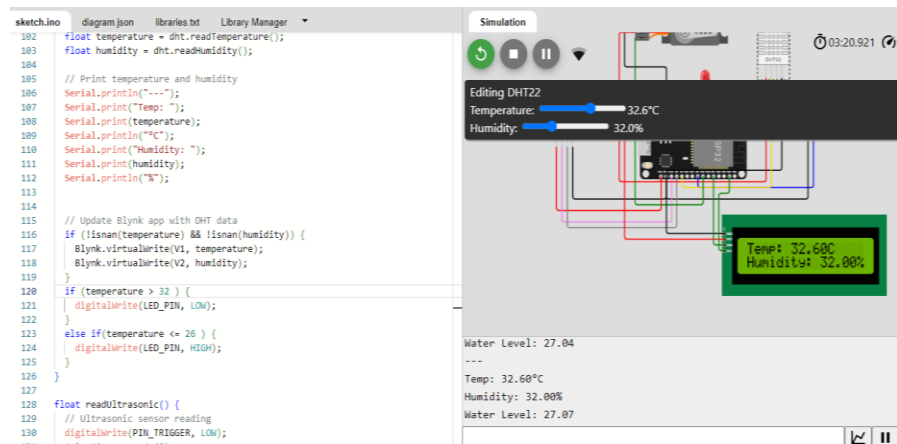 sketch.ino diagram.json libraries.txt Library Manager
102 float temperature = dht.readTemperature();
103 float humidity = dht.readHumidity();
104
105 // Print temperature and humidity
106 Serial.println("---");
107 Serial.print("Temp: ");
108 Serial.print(temperature);
109 Serial.println("°C");
110 Serial.print("Humidity: ");
111 Serial.print(humidity);
112 Serial.println("%");
113
114
115 // Update Blynk app with DHT data
116 if (!isnan(temperature) && !isnan(humidity)) {
117 Blynk.virtualWrite(V1, temperature);
118 Blynk.virtualWrite(V2, humidity);
119 }
120 if (temperature > 32 ) {
121 digitalWrite(LED_PIN, LOW);
122 }
123 else if(temperature <= 26 ) {
124 digitalWrite(LED_PIN, HIGH);
125 }
126 }
127
128 float readUltrasonic() {
129 // Ultrasonic sensor reading
130 digitalWrite(PIN_TRIGGER, LOW);
Simulation
03:20.921
DHT22
Editing DHT22
Temperature: 32.6°C
Humidity: 32.0%
ESP32
Temp: 32.60C
Humidity: 32.00%
Water Level: 27.04
---
Temp: 32.60°C
Humidity: 32.00%
Water Level: 27.07